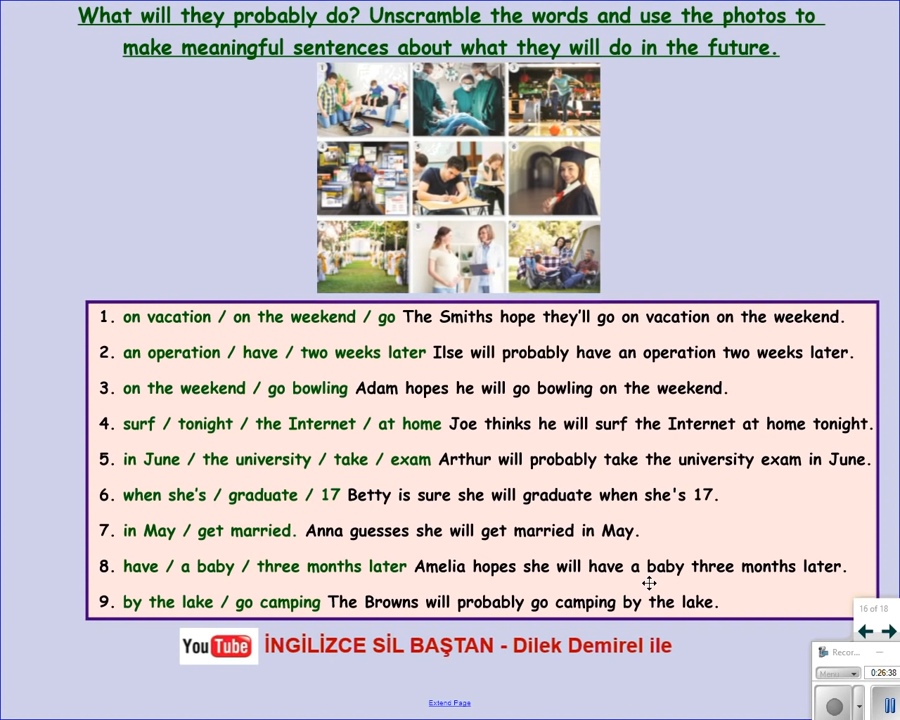 What will they probably do? Unscramble the words and use the photos to
make meaningful sentences about what they will do in the future.
1. on vacation / on the weekend / go The Smiths hope they'll go on vacation on the weekend.
2. an operation / have / two weeks later Ilse will probably have an operation two weeks later.
3. on the weekend / go bowling Adam hopes he will go bowling on the weekend.
4. surf / tonight / the Internet / at home Joe thinks he will surf the Internet at home tonight.
5. in June / the university / take / exam Arthur will probably take the university exam in June.
6. when she's / graduate / 17 Betty is sure she will graduate when she's 17.
7. in May / get married. Anna guesses she will get married in May.
8. have / a baby / three months later Amelia hopes she will have a baby three months later.
9. by the lake / go camping The Browns will probably go camping by the lake.
16 of 18
YouTube İNGİLİZCE SİL BAŞTAN - Dilek Demirel ile
Recor...
Menu 0:26:38
Extend Page